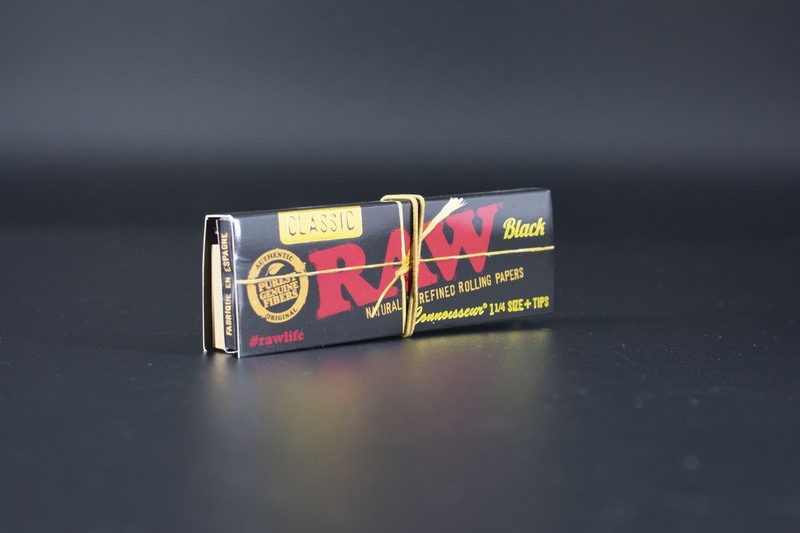 CLASSIC
RAW®
Black
NATURAL REFINED ROLLING PAPERS
Connoisseur® 1 1/4 SIZE + TIPS
AUTHENTIC
PUREST
GENUINE
FIBERS
ORIGINAL
#rawlife
FABRIQUE EN ESPAGNE